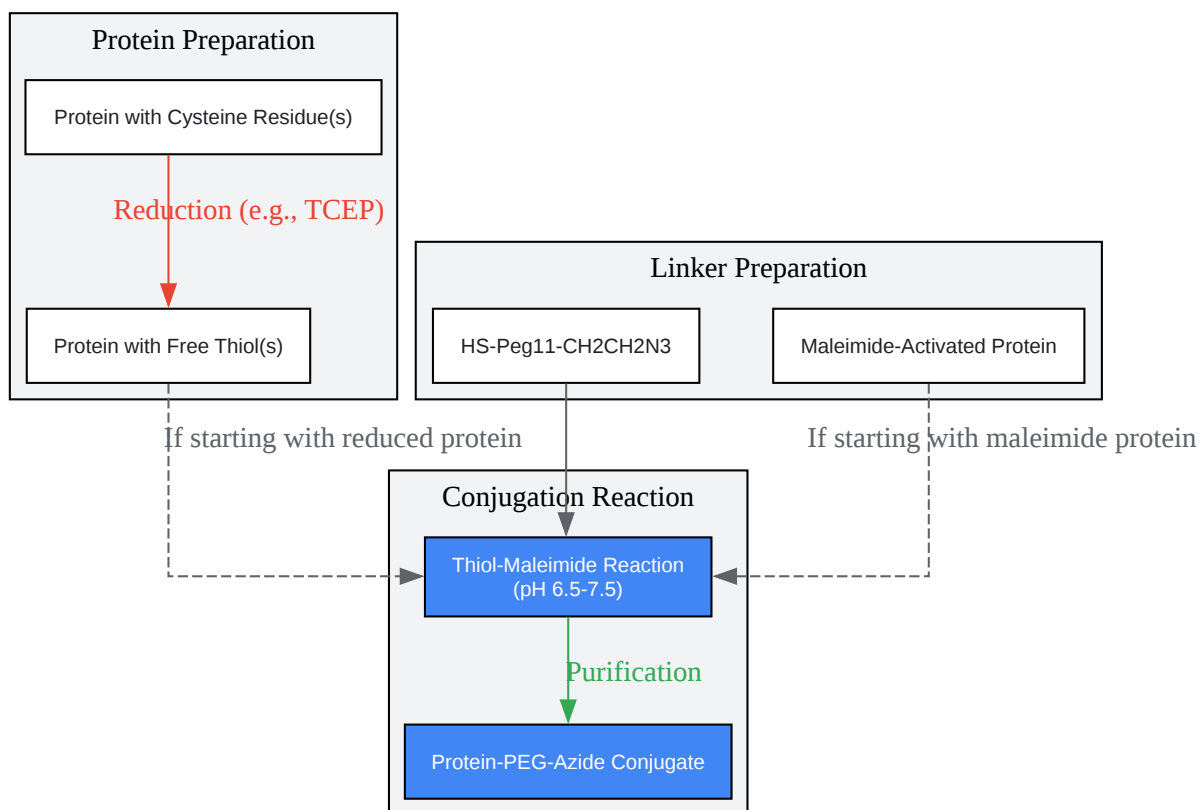 Protein Preparation
Protein with Cysteine Residue(s)
Reduction (e.g., TCEP)
Protein with Free Thiol(s)
Linker Preparation
HS-Peg11-CH2CH2N3
Maleimide-Activated Protein
If starting with reduced protein
If starting with maleimide protein
Conjugation Reaction
Thiol-Maleimide Reaction
(pH 6.5-7.5)
Purification
Protein-PEG-Azide Conjugate